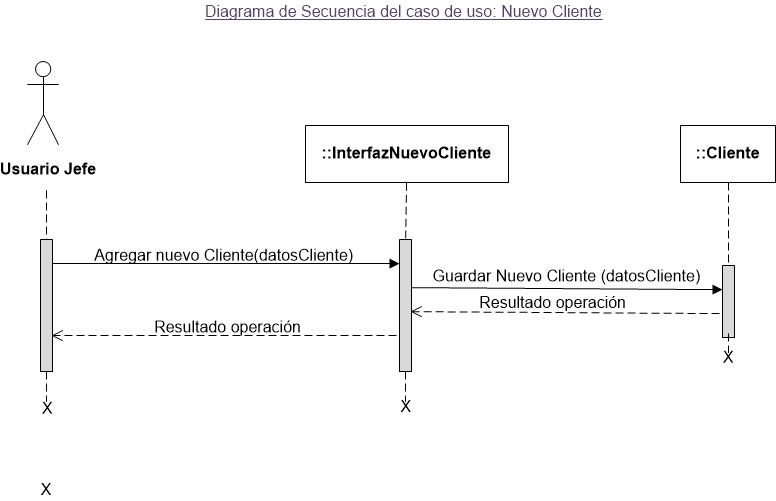 Diagrama de Secuencia del caso de uso: Nuevo Cliente
::InterfazNuevoCliente
::Cliente
Usuario Jefe
Agregar nuevo Cliente(datosCliente)
Guardar Nuevo Cliente (datosCliente)
Resultado operación
Resultado operación
X
X
X
X